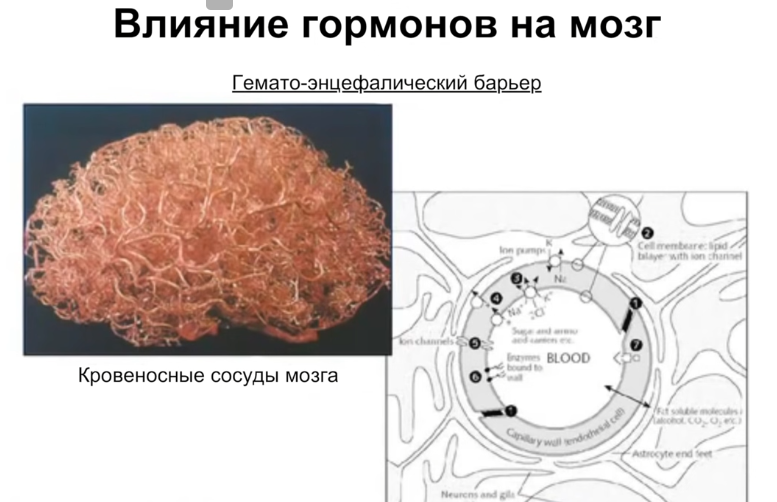 Влияние гормонов на мозг
Гемато-энцефалический барьер
Кровеносные сосуды мозга
Ion pumps
K
2
Cell membrane: lipid
bilayer with ion channel
Na
3
4
K⁺
Na⁺
2Cl⁻
1
Sugar and amino
acid carriers etc.
Ion channels
5
7
Enzymes
bound to
wall
BLOOD
6
1
Fat soluble molecules
(alcohol, CO₂, O₂ etc.)
Capillary wall (endothelial cell)
Astrocyte end feet
Neurons and glia